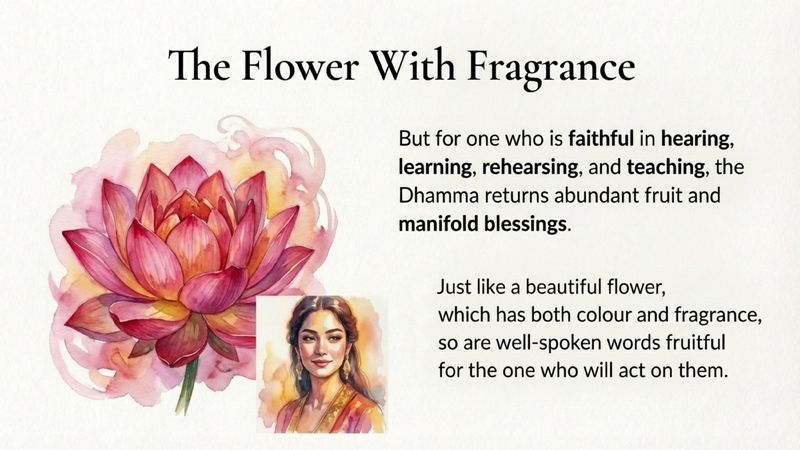 The Flower With Fragrance
But for one who is faithful in hearing,
learning, rehearsing, and teaching, the
Dhamma returns abundant fruit and
manifold blessings.
Just like a beautiful flower,
which has both colour and fragrance,
so are well-spoken words fruitful
for the one who will act on them.